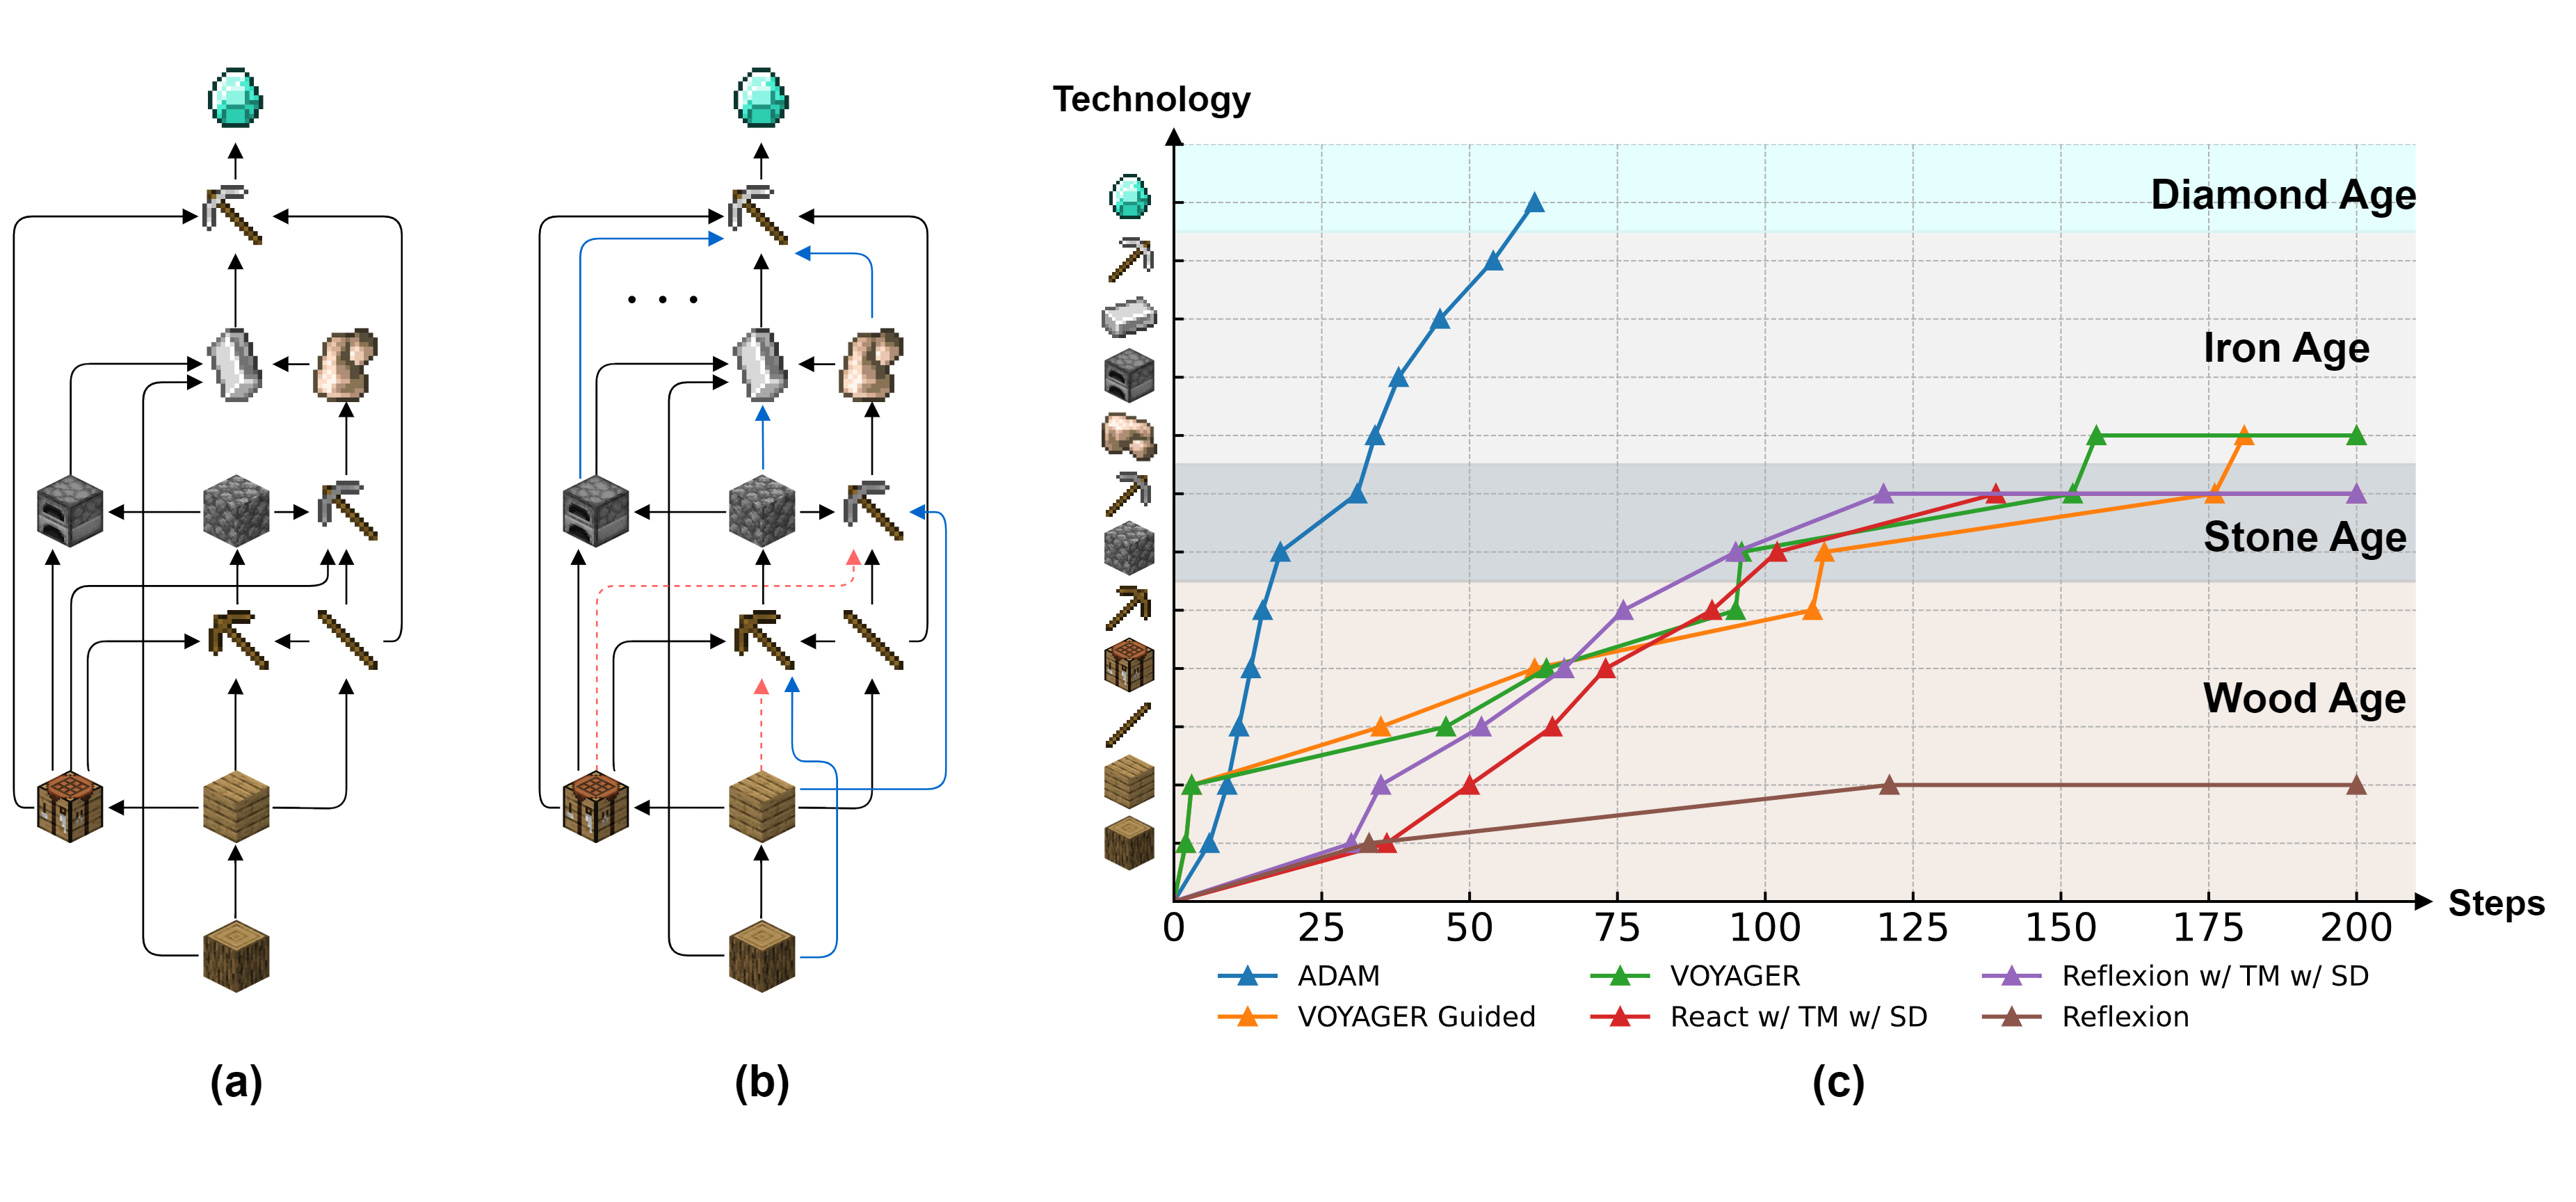 Technology
Diamond Age
Iron Age
Stone Age
Wood Age
Steps
0 25 50 75 100 125 150 175 200
ADAM VOYAGER Reflexion w/ TM w/ SD
VOYAGER Guided React w/ TM w/ SD Reflexion
(a) (b) (c)